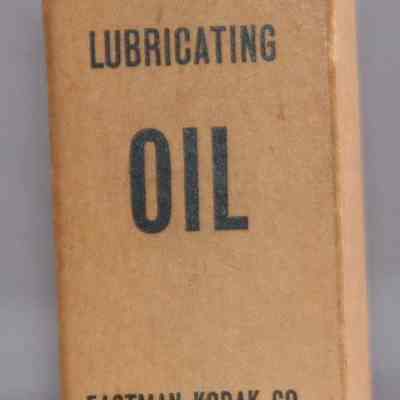 LUBRICATING
OIL
EASTMAN KODAK CO